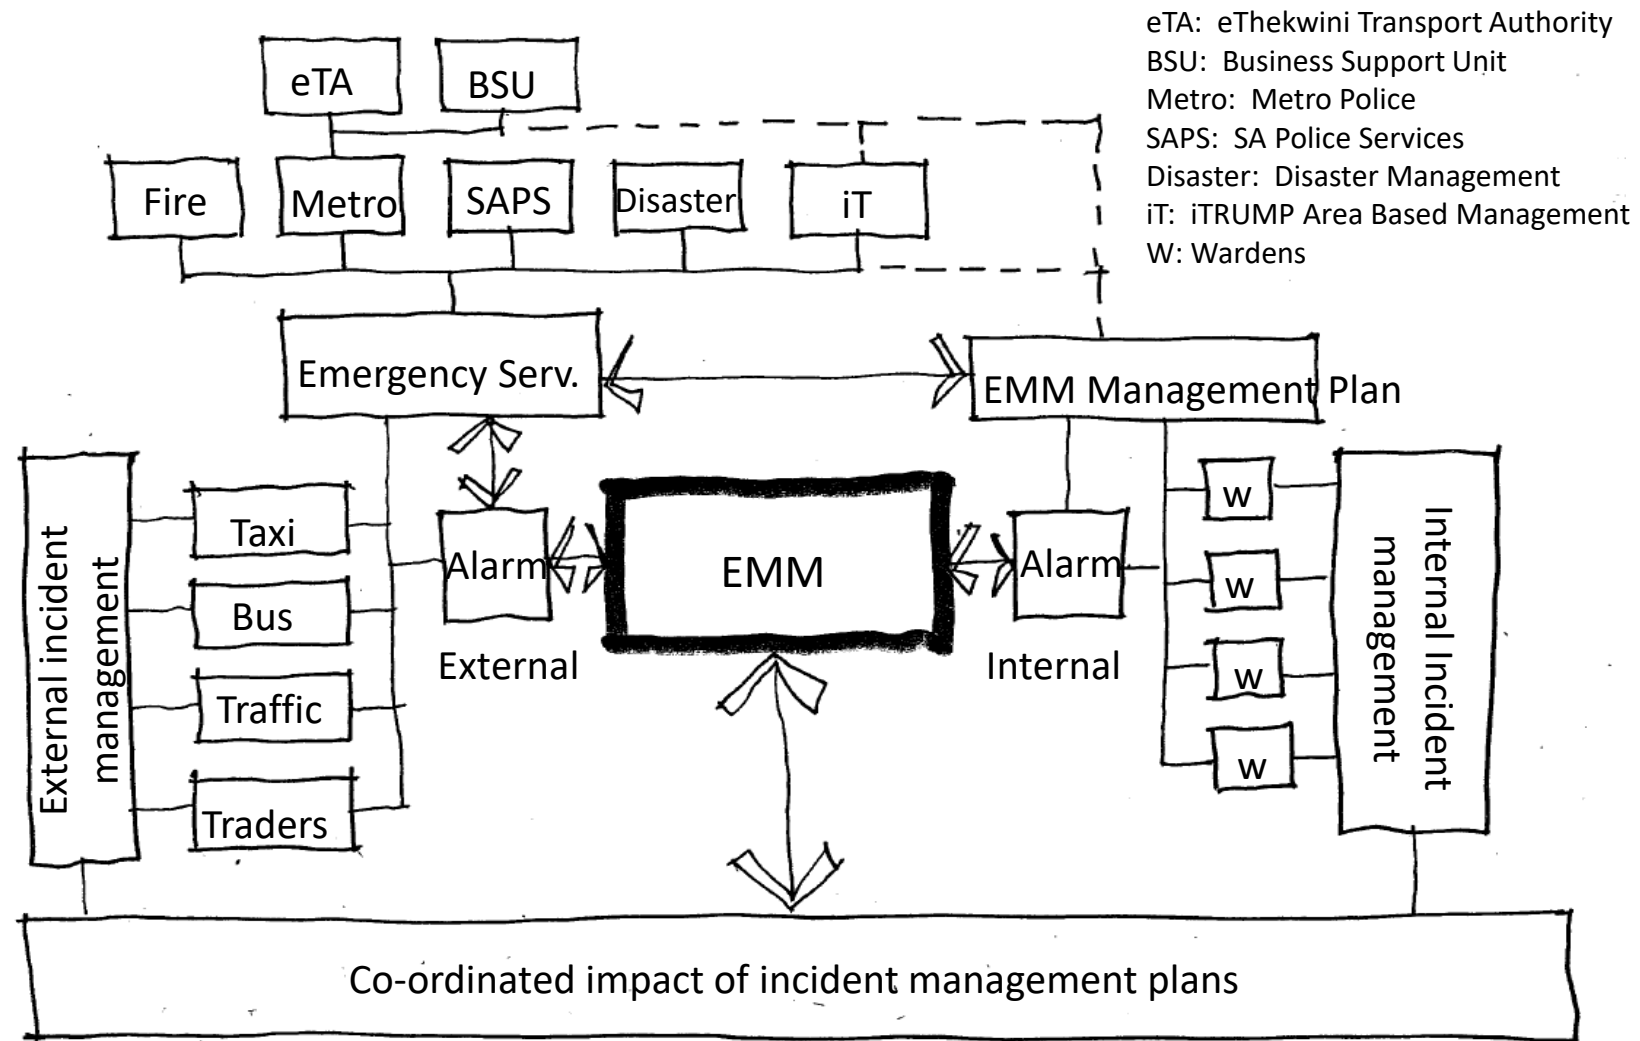 eTA:  eThekwini Transport Authority
BSU:  Business Support Unit
Metro:  Metro Police
SAPS:  SA Police Services
Disaster:  Disaster Management
iT:  iTRUMP Area Based Management
W: Wardens
eTA
BSU
Fire
Metro
SAPS
Disaster
iT
Emergency Serv.
EMM Management Plan
External incident
management
Taxi
Bus
Traffic
Traders
Alarm
External
EMM
Alarm
Internal
w
w
w
w
Internal Incident
management
Co-ordinated impact of incident management plans